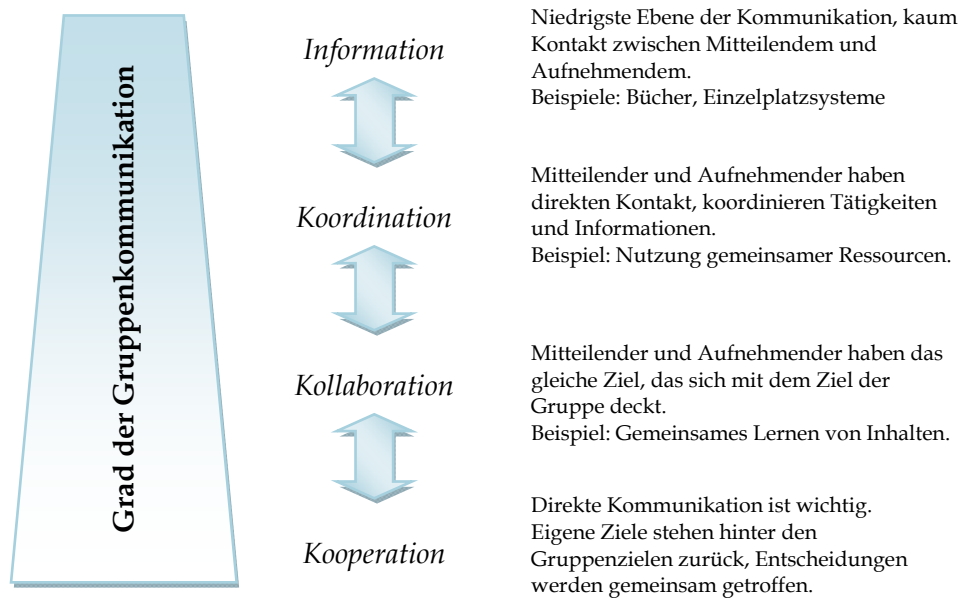 Grad der Gruppenkommunikation
Information
Niedrigste Ebene der Kommunikation, kaum
Kontakt zwischen Mitteilendem und
Aufnehmendem.
Beispiele: Bücher, Einzelplatzsysteme
Koordination
Mitteilender und Aufnehmender haben
direkten Kontakt, koordinieren Tätigkeiten
und Informationen.
Beispiel: Nutzung gemeinsamer Ressourcen.
Kollaboration
Mitteilender und Aufnehmender haben das
gleiche Ziel, das sich mit dem Ziel der
Gruppe deckt.
Beispiel: Gemeinsames Lernen von Inhalten.
Kooperation
Direkte Kommunikation ist wichtig.
Eigene Ziele stehen hinter den
Gruppenzielen zurück, Entscheidungen
werden gemeinsam getroffen.